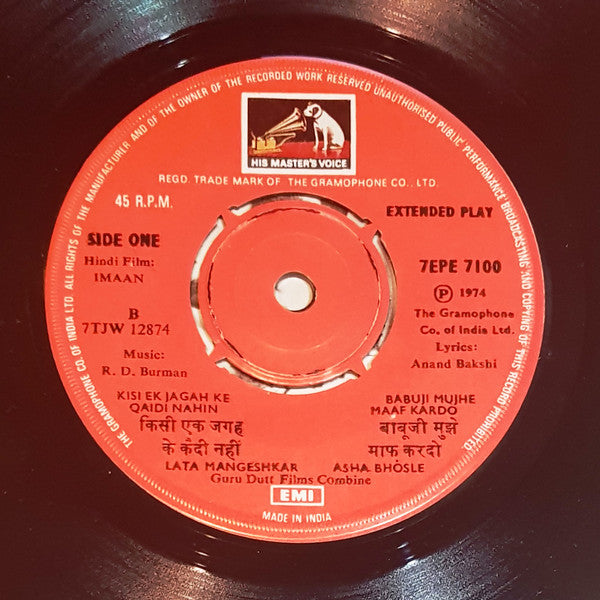 THE GRAMOPHONE CO. OF INDIA LTD. ALL RIGHTS OF THE MANUFACTURER AND OF THE OWNER OF THE RECORDED WORK RESERVED UNAUTHORISED PUBLIC PERFORMANCE BROADCASTING AND COPYING OF THIS RECORD PROHIBITED
HIS MASTER'S VOICE
REGD. TRADE MARK OF THE GRAMOPHONE CO., LTD.
45 R.P.M.
EXTENDED PLAY
SIDE ONE
Hindi Film:
IMAAN
B
7TJW 12874
Music:
R. D. Burman
7EPE 7100
Ⓟ 1974
The Gramophone
Co. of India Ltd.
Lyrics:
Anand Bakshi
KISI EK JAGAH KE
QAIDI NAHIN
किसी एक जगह
के कैदी नहीं
LATA MANGESHKAR
BABUJI MUJHE
MAAF KARDO
बाबूजी मुझे
माफ करदो
ASHA BHOSLE
Guru Dutt Films Combine
EMI
MADE IN INDIA